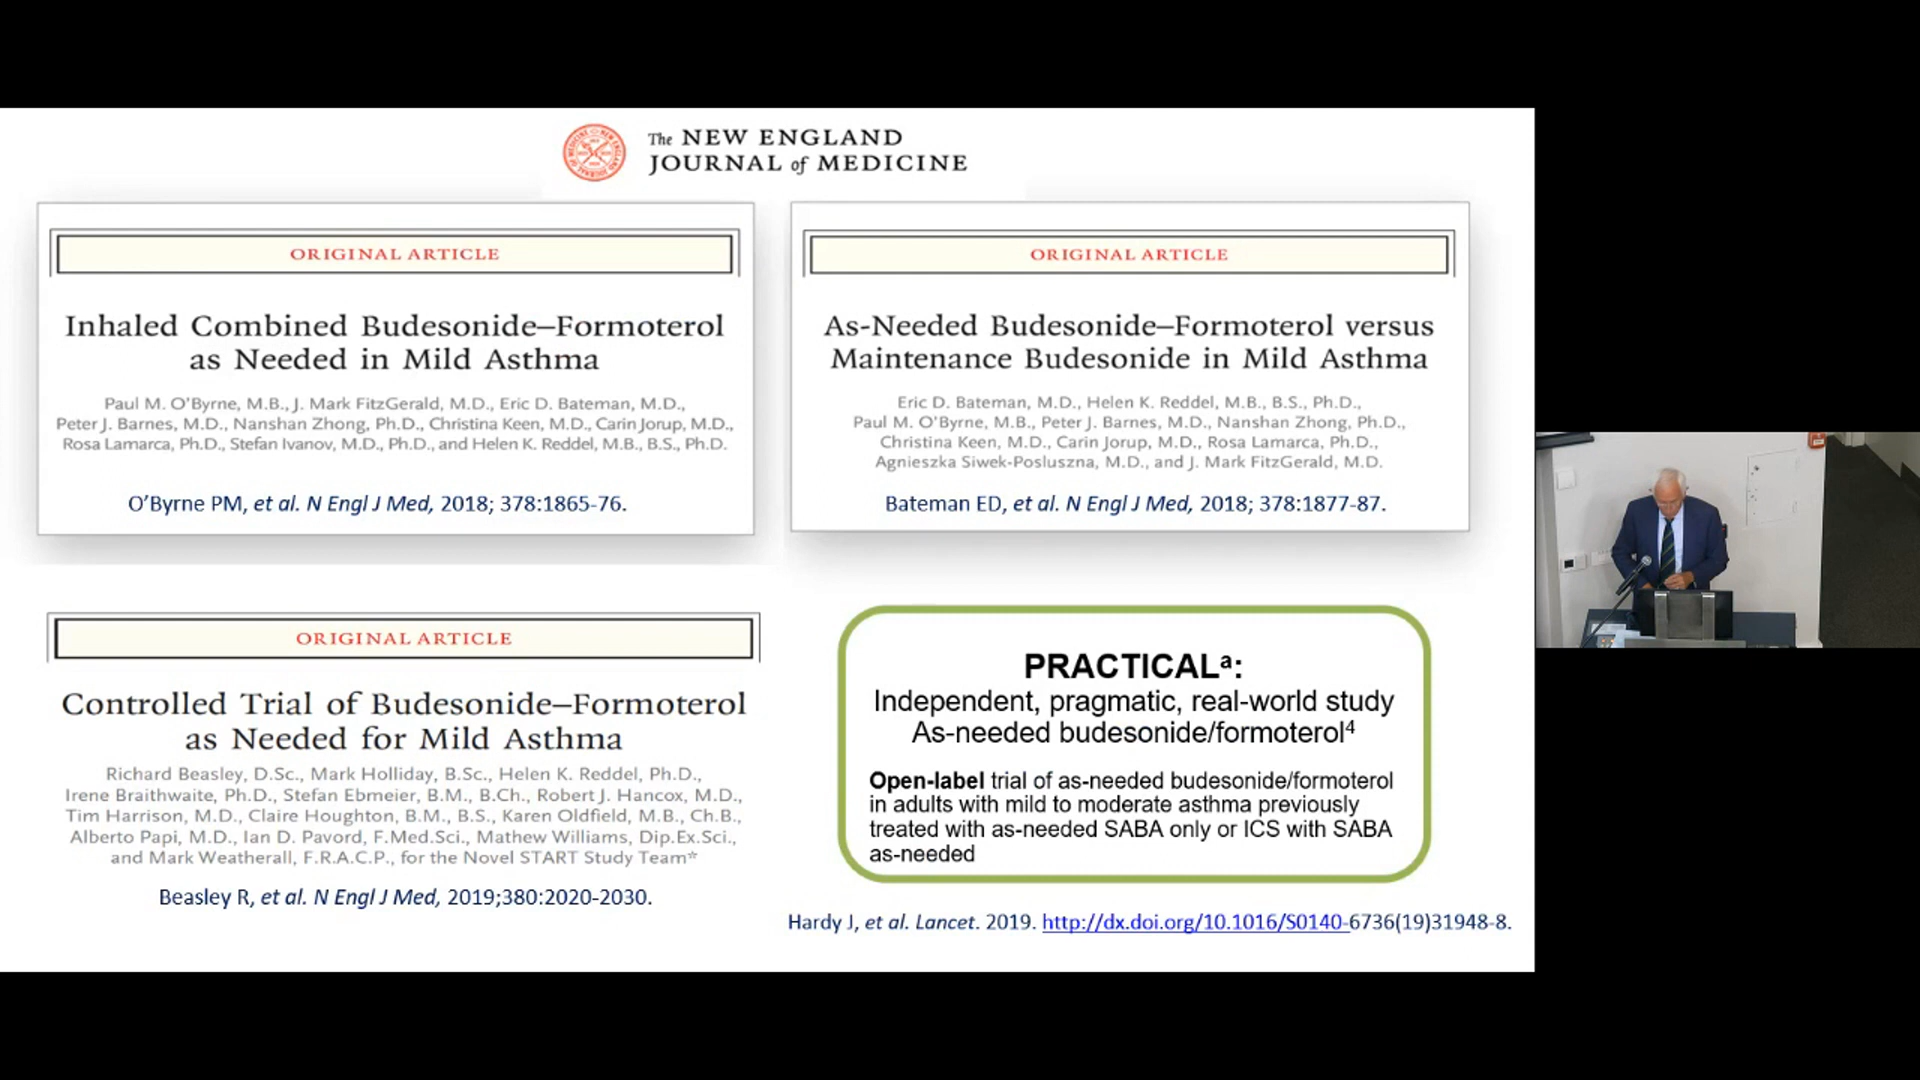 The NEW ENGLAND
JOURNAL of MEDICINE
ORIGINAL ARTICLE
Inhaled Combined Budesonide–Formoterol
as Needed in Mild Asthma
Paul M. O'Byrne, M.B., J. Mark FitzGerald, M.D., Eric D. Bateman, M.D.,
Peter J. Barnes, M.D., Nanshan Zhong, Ph.D., Christina Keen, M.D., Carin Jorup, M.D.,
Rosa Lamarca, Ph.D., Stefan Ivanov, M.D., Ph.D., and Helen K. Reddel, M.B., B.S., Ph.D.
O'Byrne PM, et al. N Engl J Med, 2018; 378:1865-76.
ORIGINAL ARTICLE
As-Needed Budesonide–Formoterol versus
Maintenance Budesonide in Mild Asthma
Eric D. Bateman, M.D., Helen K. Reddel, M.B., B.S., Ph.D.,
Paul M. O'Byrne, M.B., Peter J. Barnes, M.D., Nanshan Zhong, Ph.D.,
Christina Keen, M.D., Carin Jorup, M.D., Rosa Lamarca, Ph.D.,
Agnieszka Siwek-Posluszna, M.D., and J. Mark FitzGerald, M.D.
Bateman ED, et al. N Engl J Med, 2018; 378:1877-87.
ORIGINAL ARTICLE
Controlled Trial of Budesonide–Formoterol
as Needed for Mild Asthma
Richard Beasley, D.Sc., Mark Holliday, B.Sc., Helen K. Reddel, Ph.D.,
Irene Braithwaite, Ph.D., Stefan Ebmeier, B.M., B.Ch., Robert J. Hancox, M.D.,
Tim Harrison, M.D., Claire Houghton, B.M., B.S., Karen Oldfield, M.B., Ch.B.,
Alberto Papi, M.D., Ian D. Pavord, F.Med.Sci., Mathew Williams, Dip.Ex.Sci.,
and Mark Weatherall, F.R.A.C.P., for the Novel START Study Team*
Beasley R, et al. N Engl J Med, 2019;380:2020-2030.
PRACTICALᵃ:
Independent, pragmatic, real-world study
As-needed budesonide/formoterol⁴
Open-label trial of as-needed budesonide/formoterol
in adults with mild to moderate asthma previously
treated with as-needed SABA only or ICS with SABA
as-needed
Hardy J, et al. Lancet. 2019. http://dx.doi.org/10.1016/S0140-6736(19)31948-8.